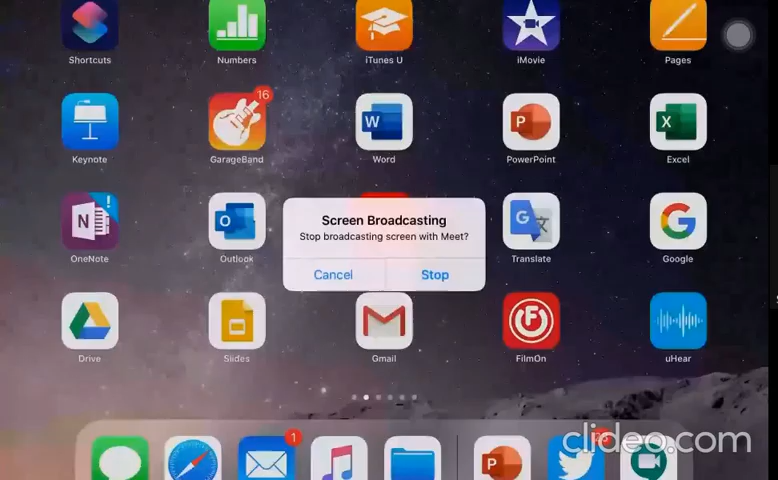 Shortcuts
Numbers
iTunes U
iMovie
Pages
16
W
P
X
Keynote
GarageBand
Word
PowerPoint
Excel
N
!
O
G
G
Screen Broadcasting
Stop broadcasting screen with Meet?
Cancel
Stop
OneNote
Outlook
Translate
Google
F
Drive
Slides
Gmail
FilmOn
uHear
1
P
clideo.com